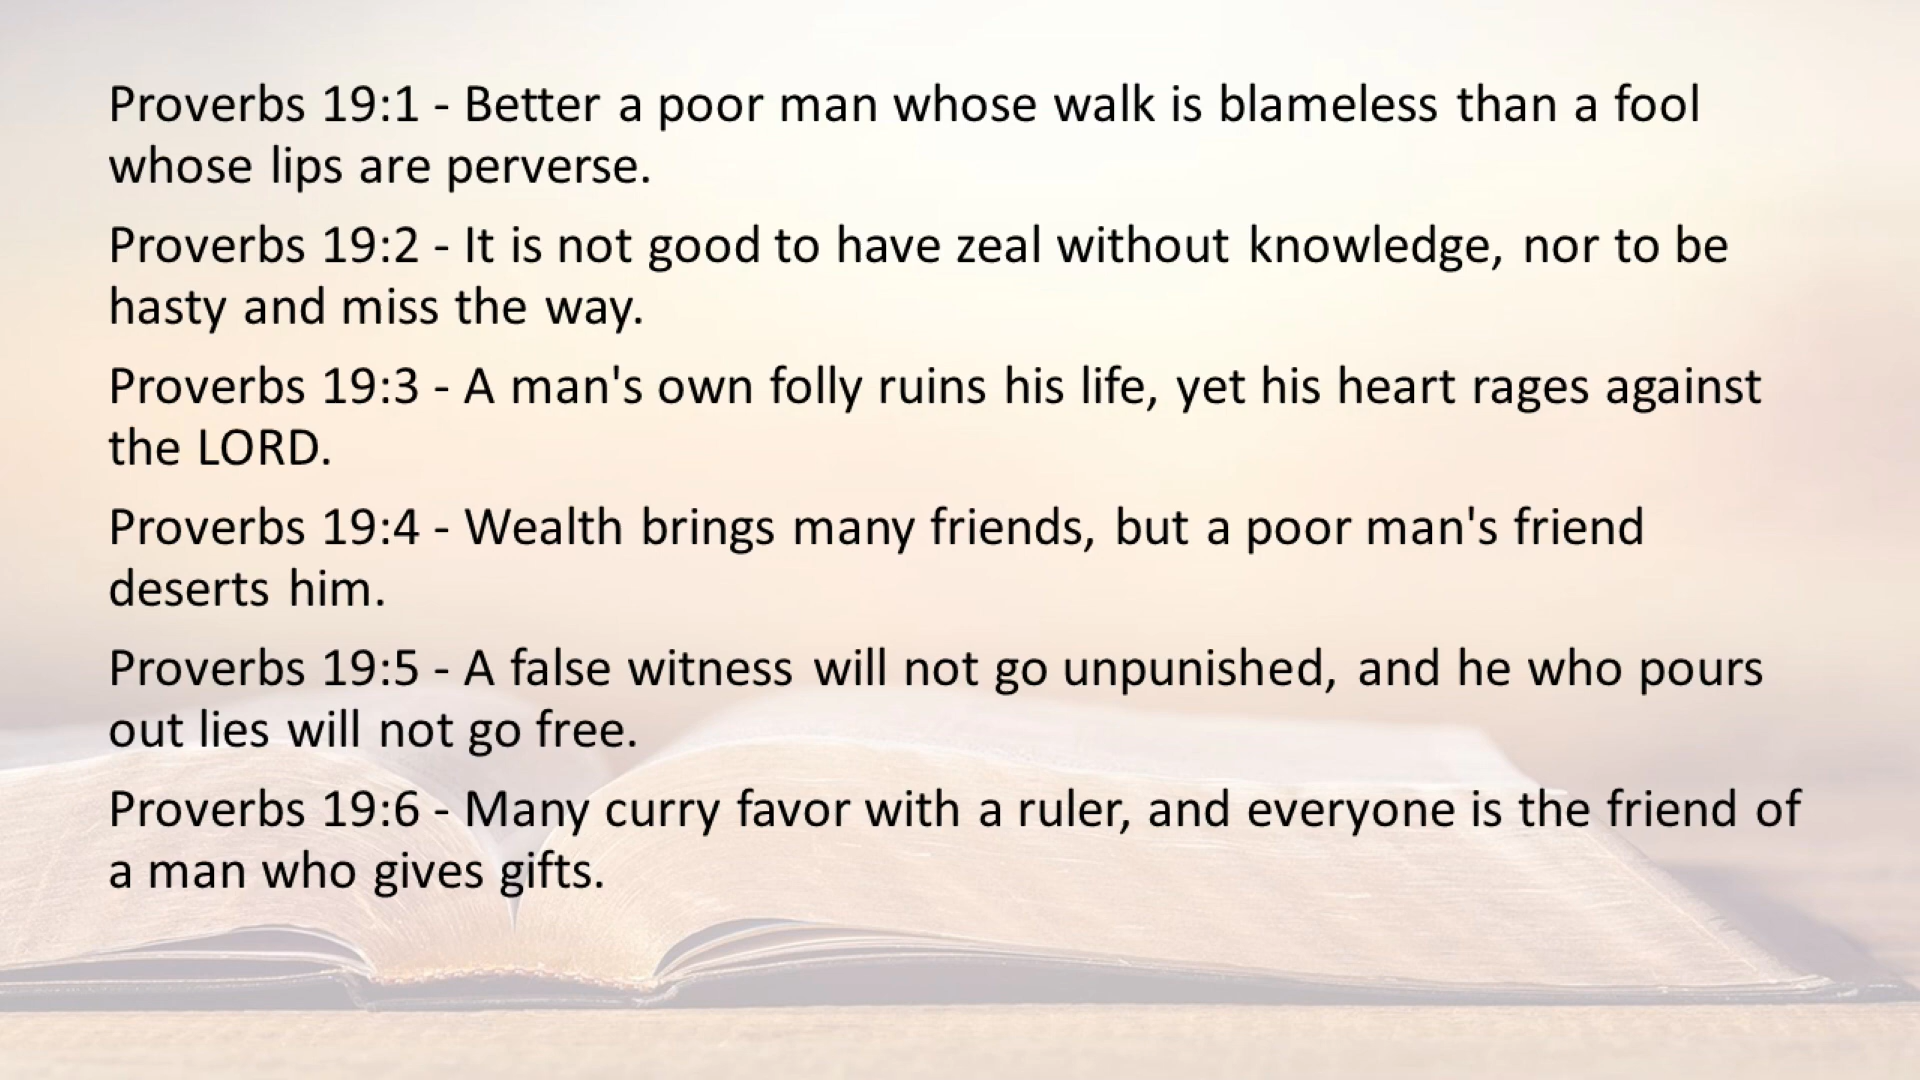 Proverbs 19:1 - Better a poor man whose walk is blameless than a fool
whose lips are perverse.
Proverbs 19:2 - It is not good to have zeal without knowledge, nor to be
hasty and miss the way.
Proverbs 19:3 - A man's own folly ruins his life, yet his heart rages against
the LORD.
Proverbs 19:4 - Wealth brings many friends, but a poor man's friend
deserts him.
Proverbs 19:5 - A false witness will not go unpunished, and he who pours
out lies will not go free.
Proverbs 19:6 - Many curry favor with a ruler, and everyone is the friend of
a man who gives gifts.